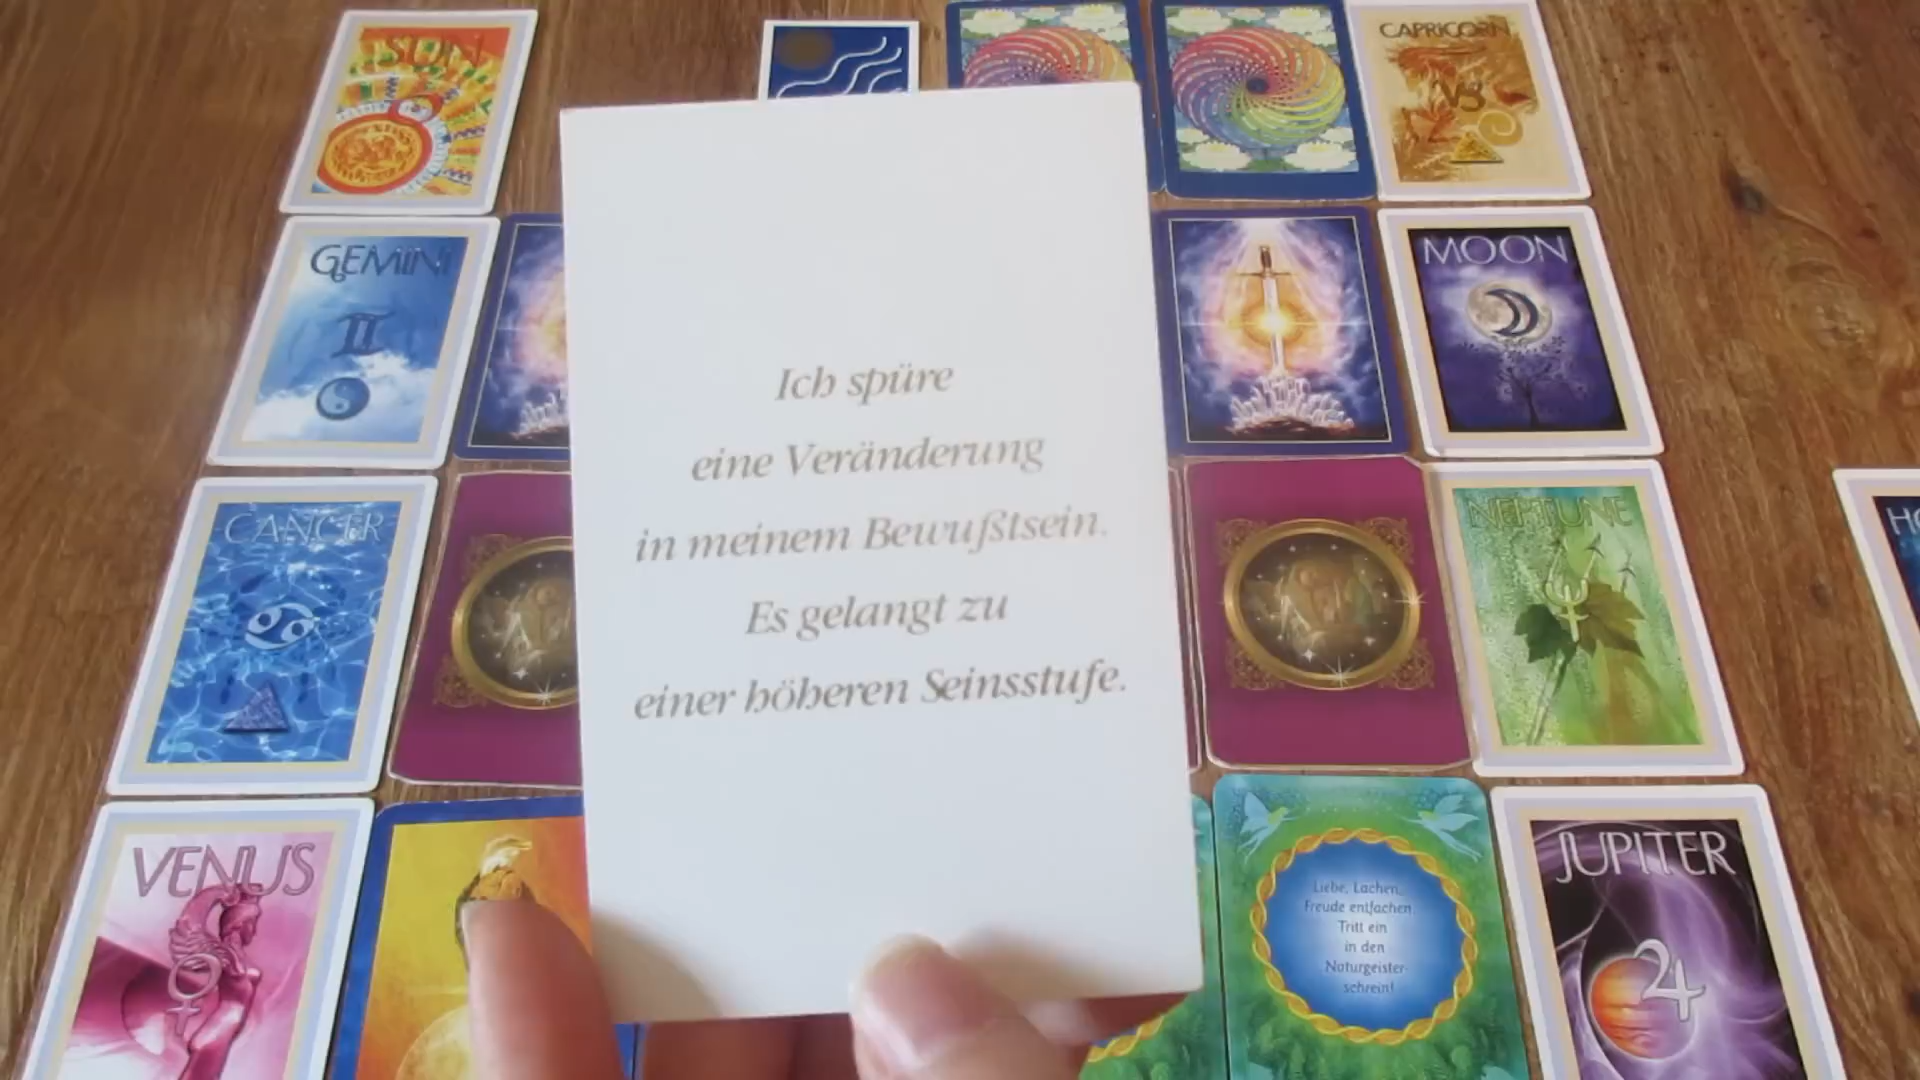 SUN
CAPRICORN
GEMINI
MOON
Ich spüre
eine Veränderung
in meinem Bewußtsein.
Es gelangt zu
einer höheren Seinsstufe.
CANCER
NEPTUNE
VENUS
Liebe, Lachen,
Freude entfachen.
Tritt ein
in den
Naturgeister-
schrein!
JUPITER